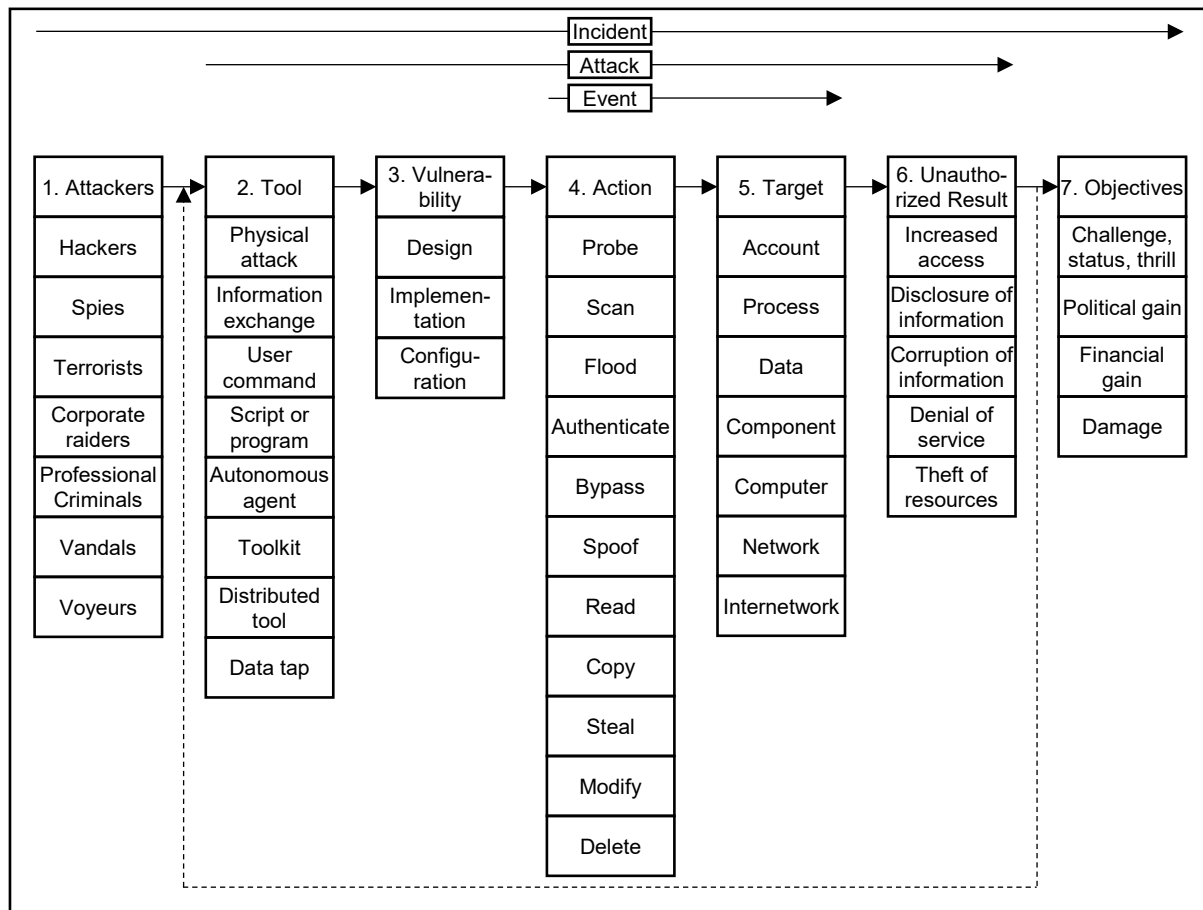 Incident
Attack
Event
1. Attackers
Hackers
Spies
Terrorists
Corporate
raiders
Professional
Criminals
Vandals
Voyeurs
2. Tool
Physical
attack
Information
exchange
User
command
Script or
program
Autonomous
agent
Toolkit
Distributed
tool
Data tap
3. Vulnera-
bility
Design
Implemen-
tation
Configu-
ration
4. Action
Probe
Scan
Flood
Authenticate
Bypass
Spoof
Read
Copy
Steal
Modify
Delete
5. Target
Account
Process
Data
Component
Computer
Network
Internetwork
6. Unautho-
rized Result
Increased
access
Disclosure of
information
Corruption of
information
Denial of
service
Theft of
resources
7. Objectives
Challenge,
status, thrill
Political gain
Financial
gain
Damage